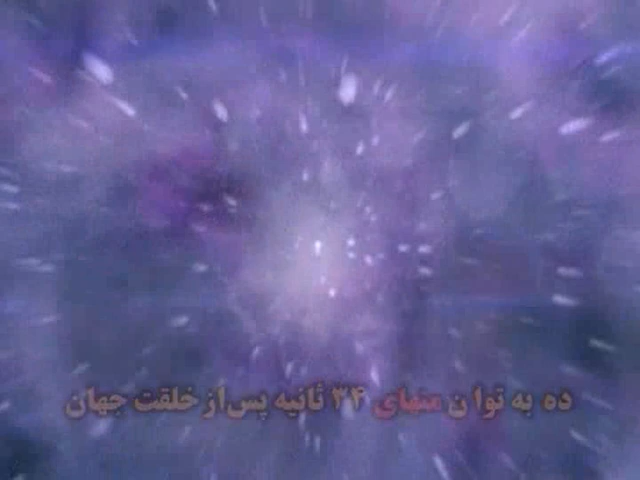 ده به توان منهای ۳۴ ثانیه پس از خلقت جهان